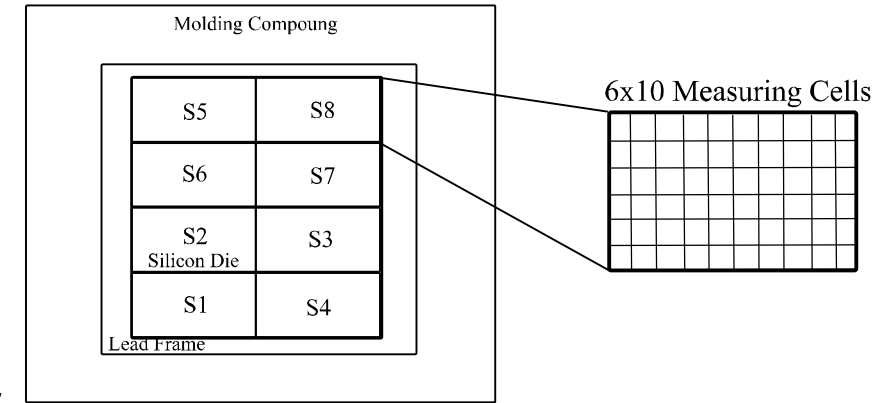 Molding Compoung
6x10 Measuring Cells
S5 S8
S6 S7
S2 S3
Silicon Die
S1 S4
Lead Frame